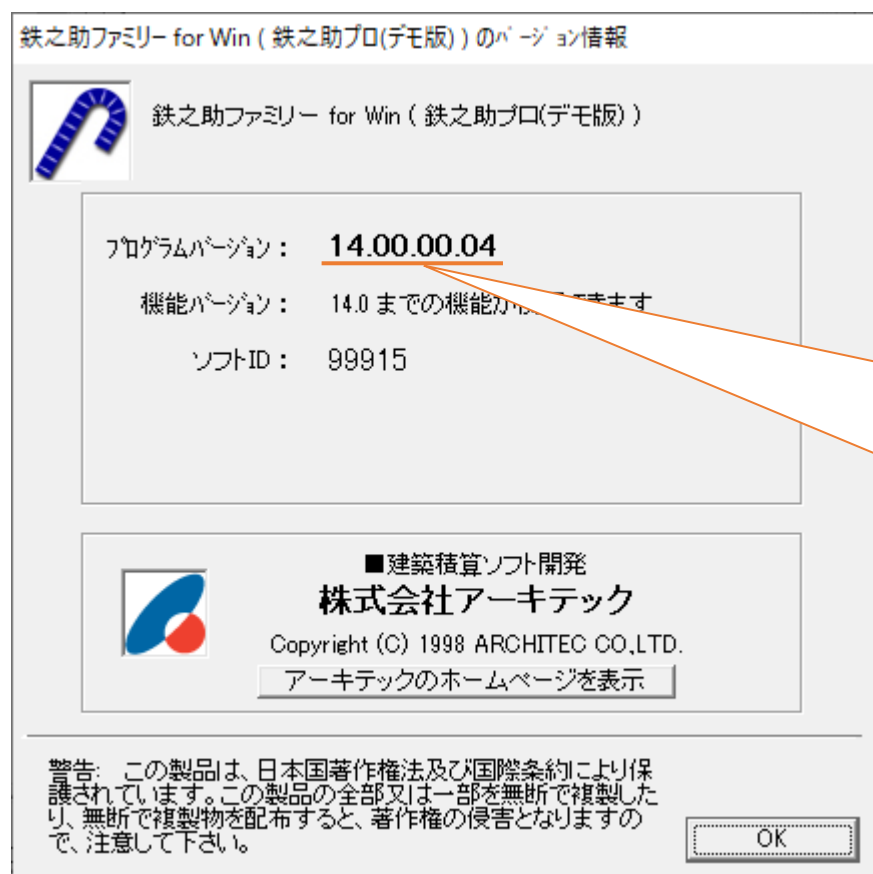 鉄之助ファミリー for Win ( 鉄之助プロ(デモ版) ) のﾊﾞｰｼﾞｮﾝ情報
鉄之助ファミリー for Win ( 鉄之助プロ(デモ版) )
ﾌﾟﾛｸﾞﾗﾑﾊﾞｰｼﾞｮﾝ： 14.00.00.04
機能ﾊﾞｰｼﾞｮﾝ： 14.0 までの機能が
ソフトID： 99915
■建築積算ソフト開発
株式会社アーキテック
Copyright (C) 1998 ARCHITEC CO,LTD.
アーキテックのホームページを表示
警告: この製品は、日本国著作権法及び国際条約により保
護されています。この製品の全部又は一部を無断で複製した
り、無断で複製物を配布すると、著作権の侵害となりますの
で、注意して下さい。
OK